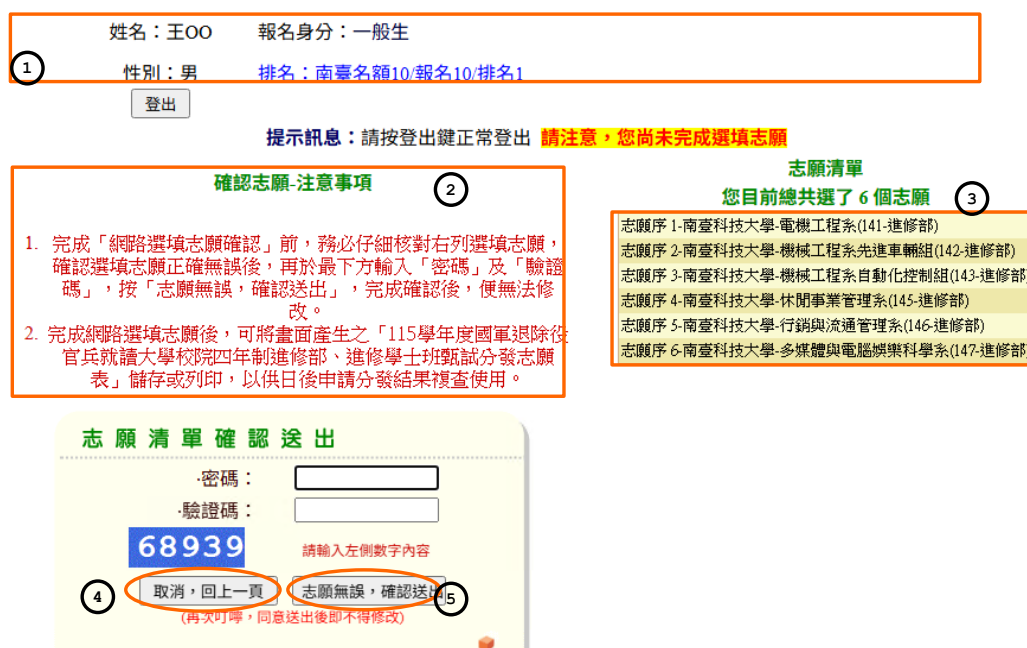 姓名：王OO 報名身分：一般生
①
性別：男 排名：南臺名額10/報名10/排名1
登出
提示訊息：請按登出鍵正常登出 請注意，您尚未完成選填志願
確認志願-注意事項
②
1. 完成「網路選填志願確認」前，務必仔細核對右列選填志願，
確認選填志願正確無誤後，再於最下方輸入「密碼」及「驗證
碼」，按「志願無誤，確認送出」，完成確認後，便無法修
改。
2. 完成網路選填志願後，可將畫面產生之「115學年度國軍退除役
官兵就讀大學校院四年制進修部、進修學士班甄試分發志願
表」儲存或列印，以供日後申請分發結果複查使用。
志願清單
您目前總共選了 6 個志願
③
志願序 1-南臺科技大學-電機工程系(141-進修部)
志願序 2-南臺科技大學-機械工程系先進車輛組(142-進修部)
志願序 3-南臺科技大學-機械工程系自動化控制組(143-進修部)
志願序 4-南臺科技大學-休閒事業管理系(145-進修部)
志願序 5-南臺科技大學-行銷與流通管理系(146-進修部)
志願序 6-南臺科技大學-多媒體與電腦娛樂科學系(147-進修部)
志願清單確認送出
·密碼：
·驗證碼：
68939 請輸入左側數字內容
④ 取消，回上一頁 志願無誤，確認送出 ⑤
(再次叮嚀，同意送出後即不得修改)